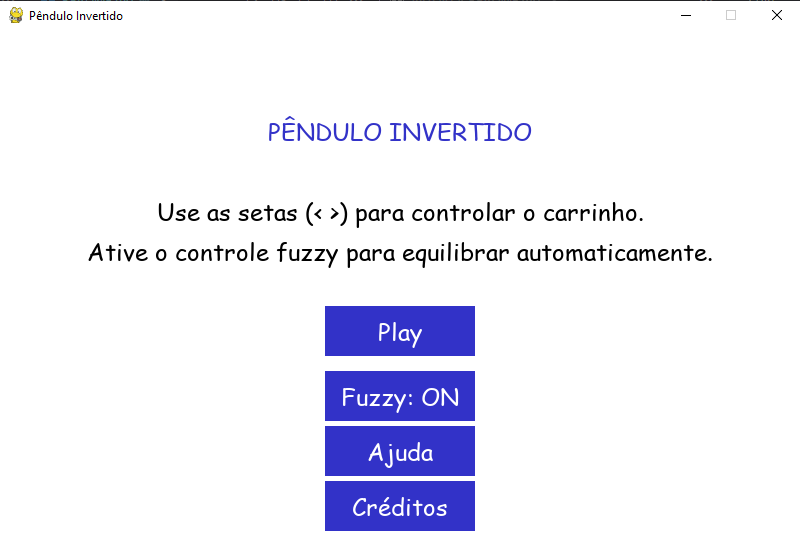 Pêndulo Invertido
PÊNDULO INVERTIDO
Use as setas (< >) para controlar o carrinho.
Ative o controle fuzzy para equilibrar automaticamente.
Play
Fuzzy: ON
Ajuda
Créditos